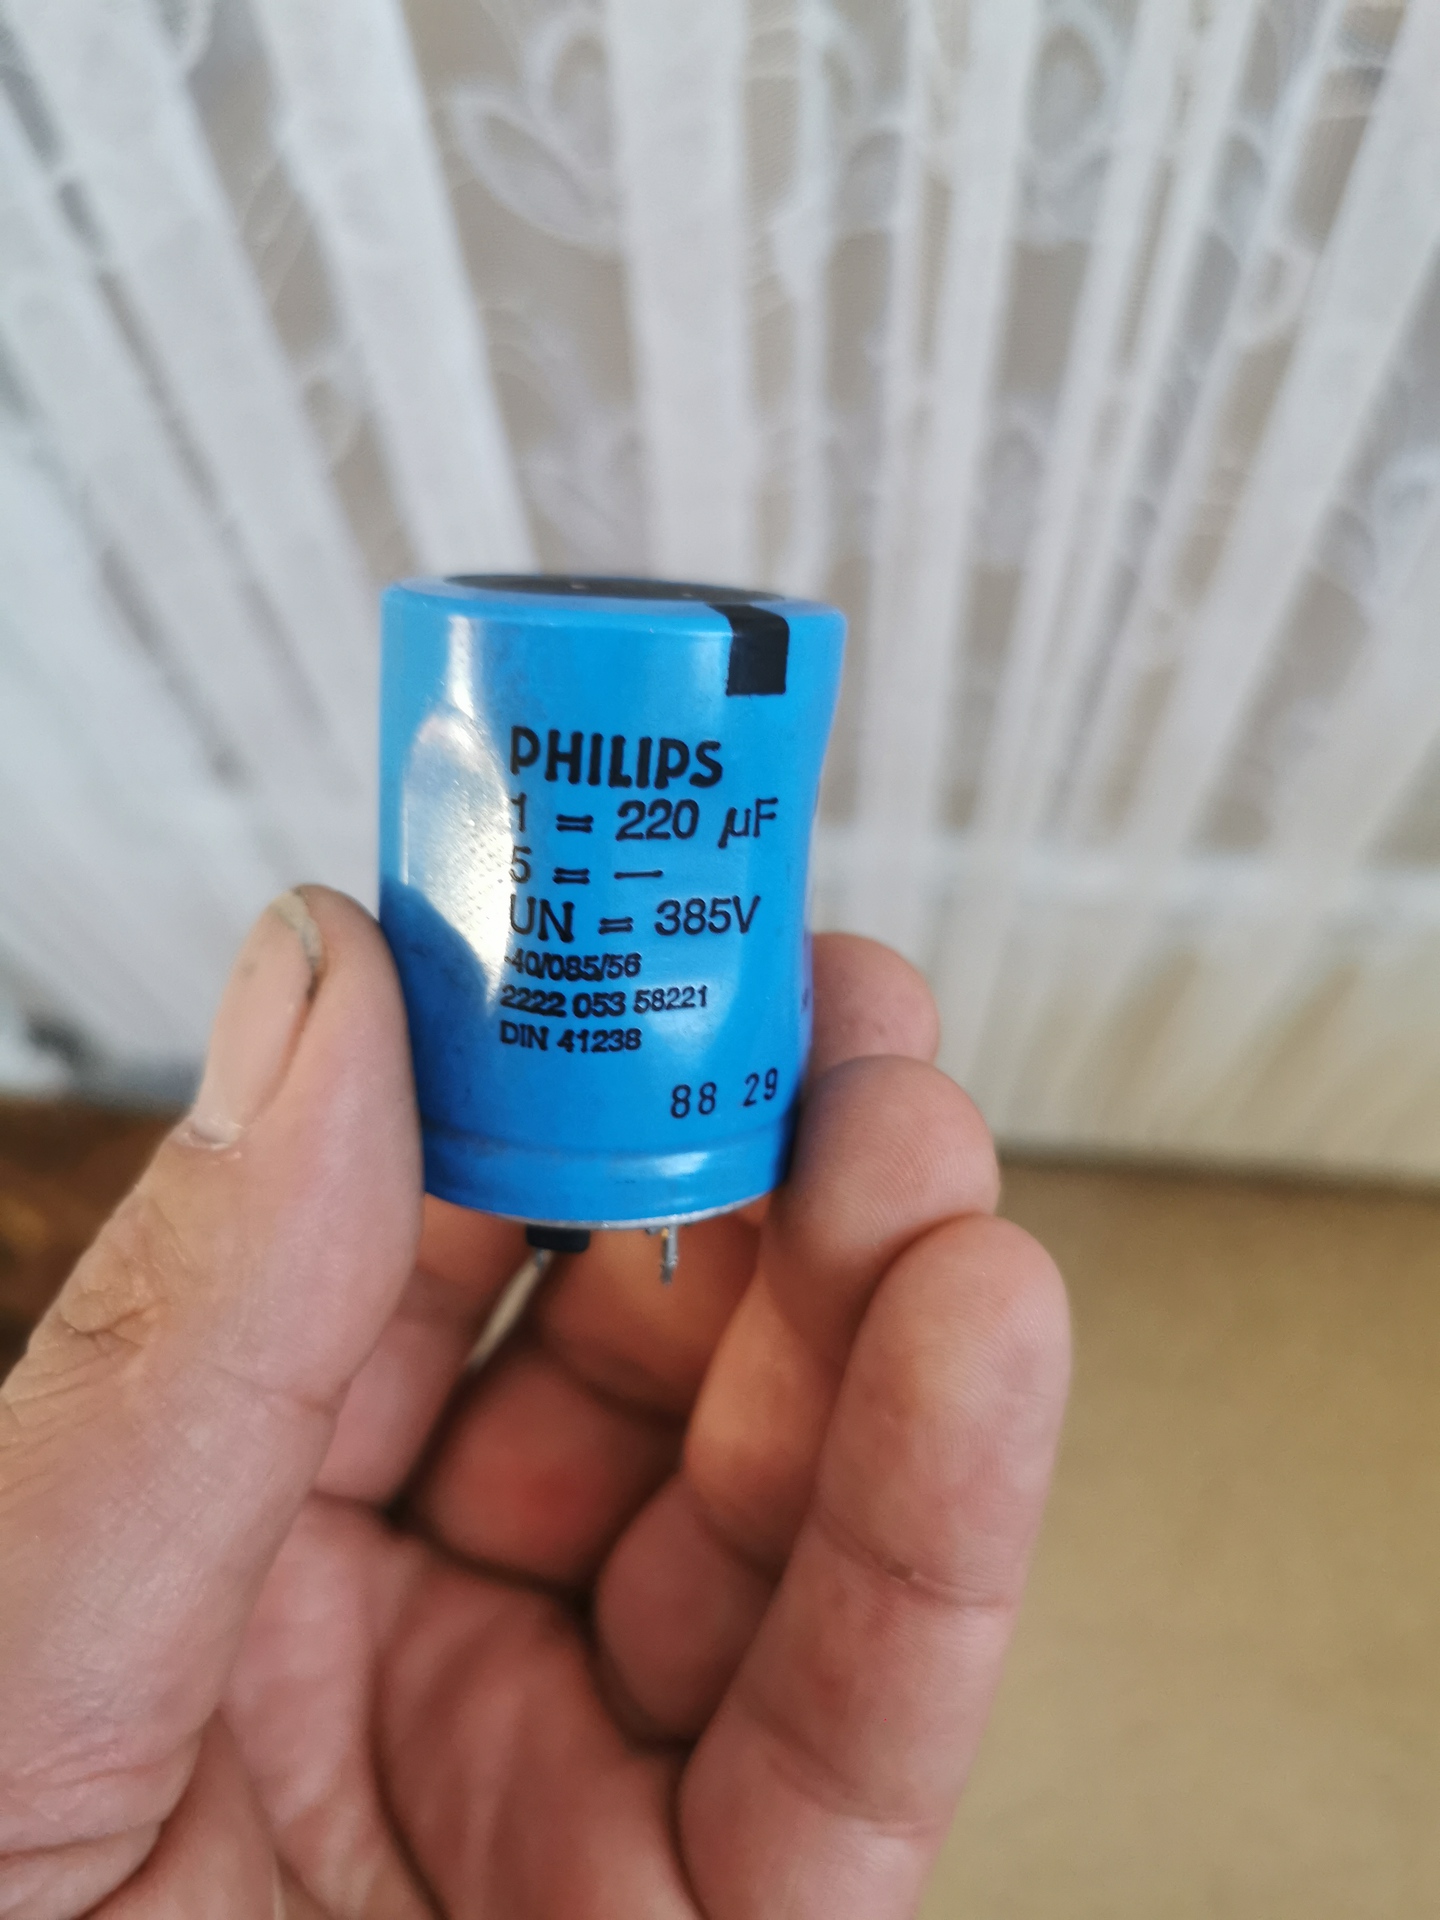 PHILIPS
1 = 220 µF
5 = —
UN = 385V
-40/085/56
2222 053 58221
DIN 41238
88 29